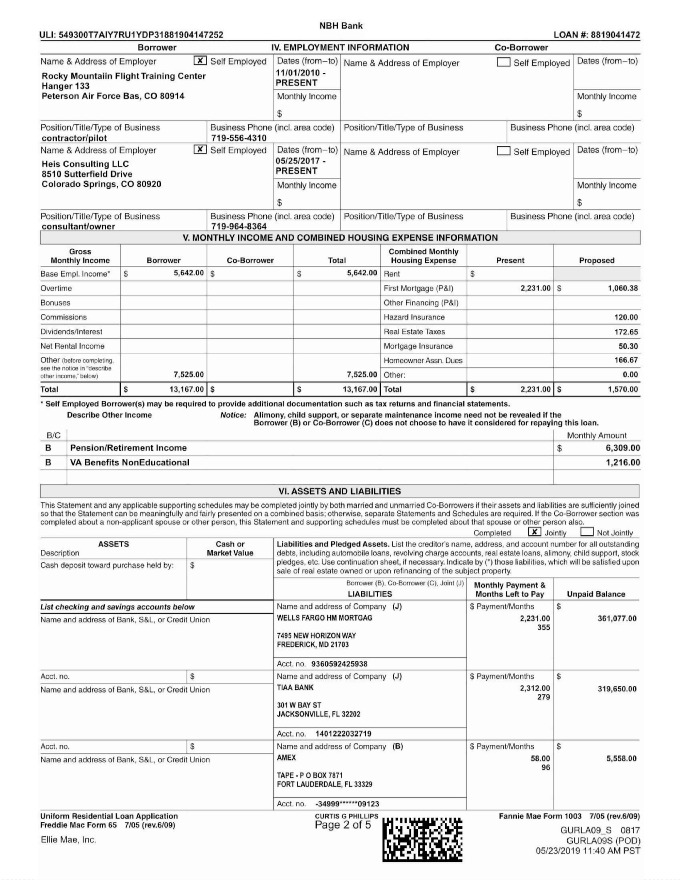 NBH Bank
ULI: 549300T7AIY7RU1YDP31881904147252 LOAN #: 8819041472
Borrower IV. EMPLOYMENT INFORMATION Co-Borrower
Name & Address of Employer X Self Employed Dates (from–to) Name & Address of Employer Self Employed Dates (from–to)
Rocky Mountaiin Flight Training Center
Hanger 133
Peterson Air Force Bas, CO 80914
11/01/2010 -
PRESENT
Monthly Income Monthly Income
$ $
Position/Title/Type of Business Business Phone (incl. area code) Position/Title/Type of Business Business Phone (incl. area code)
contractor/pilot 719-556-4310
Name & Address of Employer X Self Employed Dates (from–to) Name & Address of Employer Self Employed Dates (from–to)
Heis Consulting LLC
8510 Sutterfield Drive
Colorado Springs, CO 80920
05/25/2017 -
PRESENT
Monthly Income Monthly Income
$ $
Position/Title/Type of Business Business Phone (incl. area code) Position/Title/Type of Business Business Phone (incl. area code)
consultant/owner 719-964-8364
V. MONTHLY INCOME AND COMBINED HOUSING EXPENSE INFORMATION
Gross
Monthly Income Borrower Co-Borrower Total Combined Monthly
Housing Expense Present Proposed
Base Empl. Income* $ 5,642.00 $ $ 5,642.00 Rent $
Overtime First Mortgage (P&I) 2,231.00 $ 1,060.38
Bonuses Other Financing (P&I)
Commissions Hazard Insurance 120.00
Dividends/Interest Real Estate Taxes 172.65
Net Rental Income Mortgage Insurance 50.30
Other (before completing, Homeowner Assn. Dues 166.67
see the notice in "describe
other income," below) 7,525.00 7,525.00 Other: 0.00
Total $ 13,167.00 $ $ 13,167.00 Total $ 2,231.00 $ 1,570.00
* Self Employed Borrower(s) may be required to provide additional documentation such as tax returns and financial statements.
Describe Other Income Notice: Alimony, child support, or separate maintenance income need not be revealed if the
Borrower (B) or Co-Borrower (C) does not choose to have it considered for repaying this loan.
B/C Monthly Amount
B Pension/Retirement Income $ 6,309.00
B VA Benefits NonEducational 1,216.00
VI. ASSETS AND LIABILITIES
This Statement and any applicable supporting schedules may be completed jointly by both married and unmarried Co-Borrowers if their assets and liabilities are sufficiently joined
so that the Statement can be meaningfully and fairly presented on a combined basis; otherwise, separate Statements and Schedules are required. If the Co-Borrower section was
completed about a non-applicant spouse or other person, this Statement and supporting schedules must be completed about that spouse or other person also.
Completed X Jointly Not Jointly
ASSETS
Description
Cash or
Market Value
Cash deposit toward purchase held by: $
Liabilities and Pledged Assets. List the creditor's name, address, and account number for all outstanding
debts, including automobile loans, revolving charge accounts, real estate loans, alimony, child support, stock
pledges, etc. Use continuation sheet, if necessary. Indicate by (*) those liabilities, which will be satisfied upon
sale of real estate owned or upon refinancing of the subject property.
Borrower (B), Co-Borrower (C), Joint (J)
LIABILITIES
Monthly Payment &
Months Left to Pay
Unpaid Balance
List checking and savings accounts below
Name and address of Bank, S&L, or Credit Union
Name and address of Company (J) $ Payment/Months $
WELLS FARGO HM MORTGAG 2,231.00 361,077.00
355
7495 NEW HORIZON WAY
FREDERICK, MD 21703
Acct. no. 9360592425938
Acct. no. $
Name and address of Bank, S&L, or Credit Union
Name and address of Company (J) $ Payment/Months $
TIAA BANK 2,312.00 319,650.00
279
301 W BAY ST
JACKSONVILLE, FL 32202
Acct. no. 1401222032719
Acct. no. $
Name and address of Bank, S&L, or Credit Union
Name and address of Company (B) $ Payment/Months $
AMEX 58.00 5,558.00
96
TAPE - P O BOX 7871
FORT LAUDERDALE, FL 33329
Acct. no. -34999******09123
Uniform Residential Loan Application
Freddie Mac Form 65 7/05 (rev.6/09)
CURTIS G PHILLIPS
Page 2 of 5
Fannie Mae Form 1003 7/05 (rev.6/09)
Ellie Mae, Inc.
GURLA09_S 0817
GURLA09S (POD)
05/23/2019 11:40 AM PST